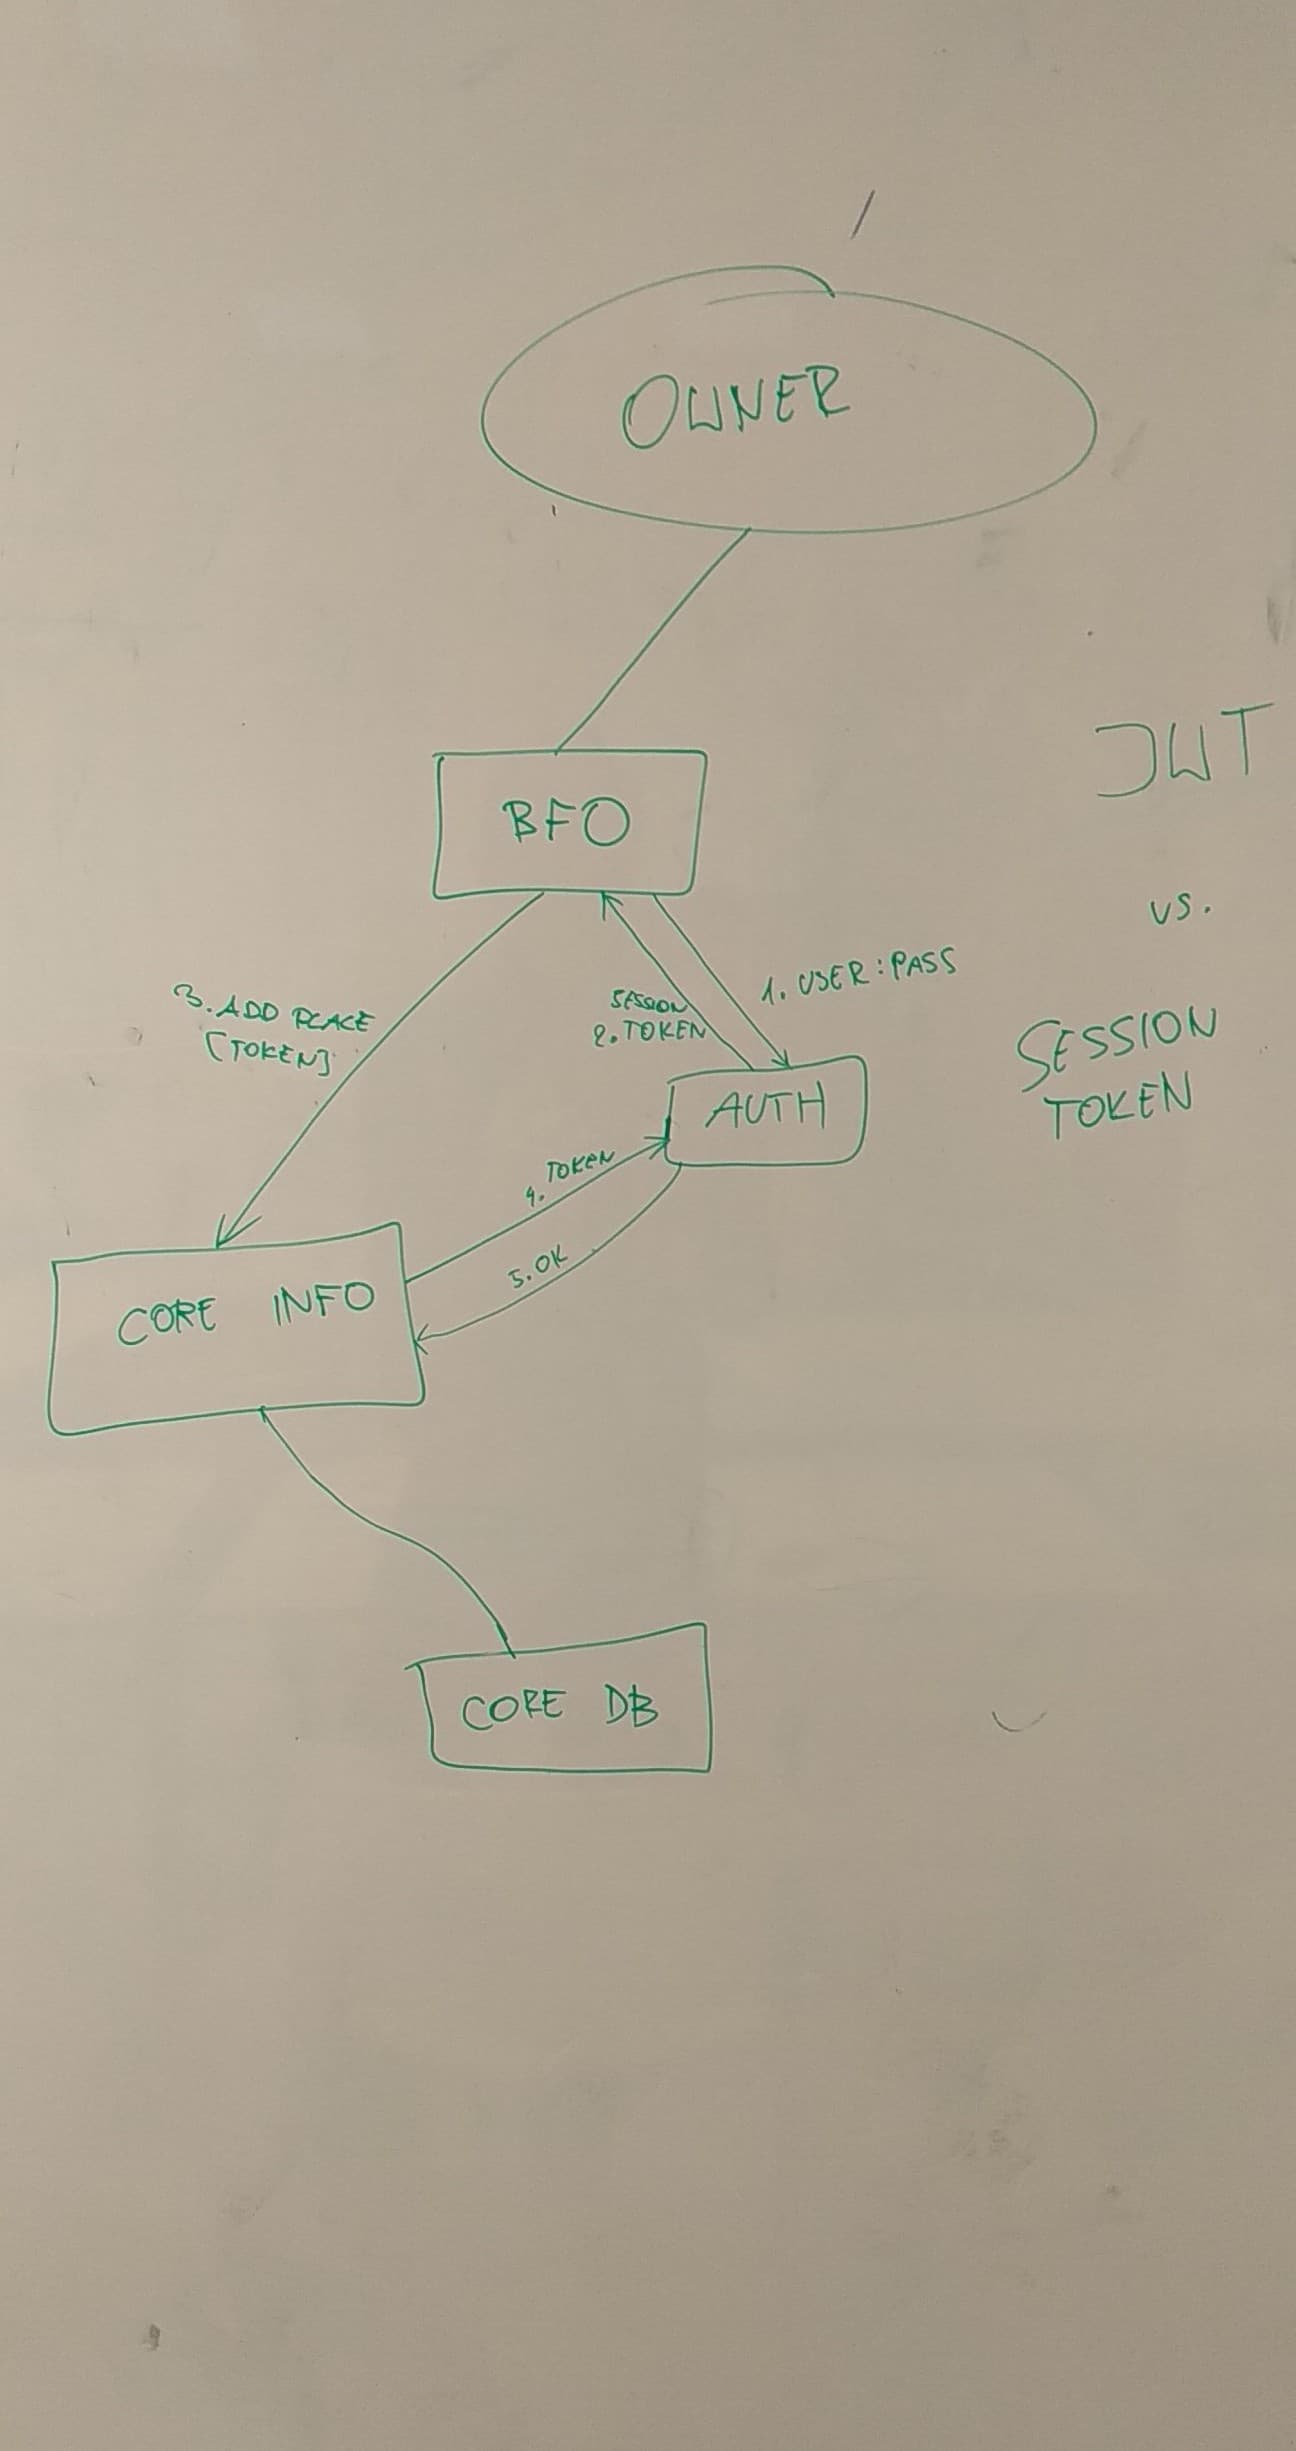 OWNER
BFO
JWT
vs.
SESSION
TOKEN
1. USER:PASS
SESSION
2. TOKEN
3. ADD PLACE
[TOKEN]
AUTH
4. TOKEN
5. OK
CORE INFO
CORE DB